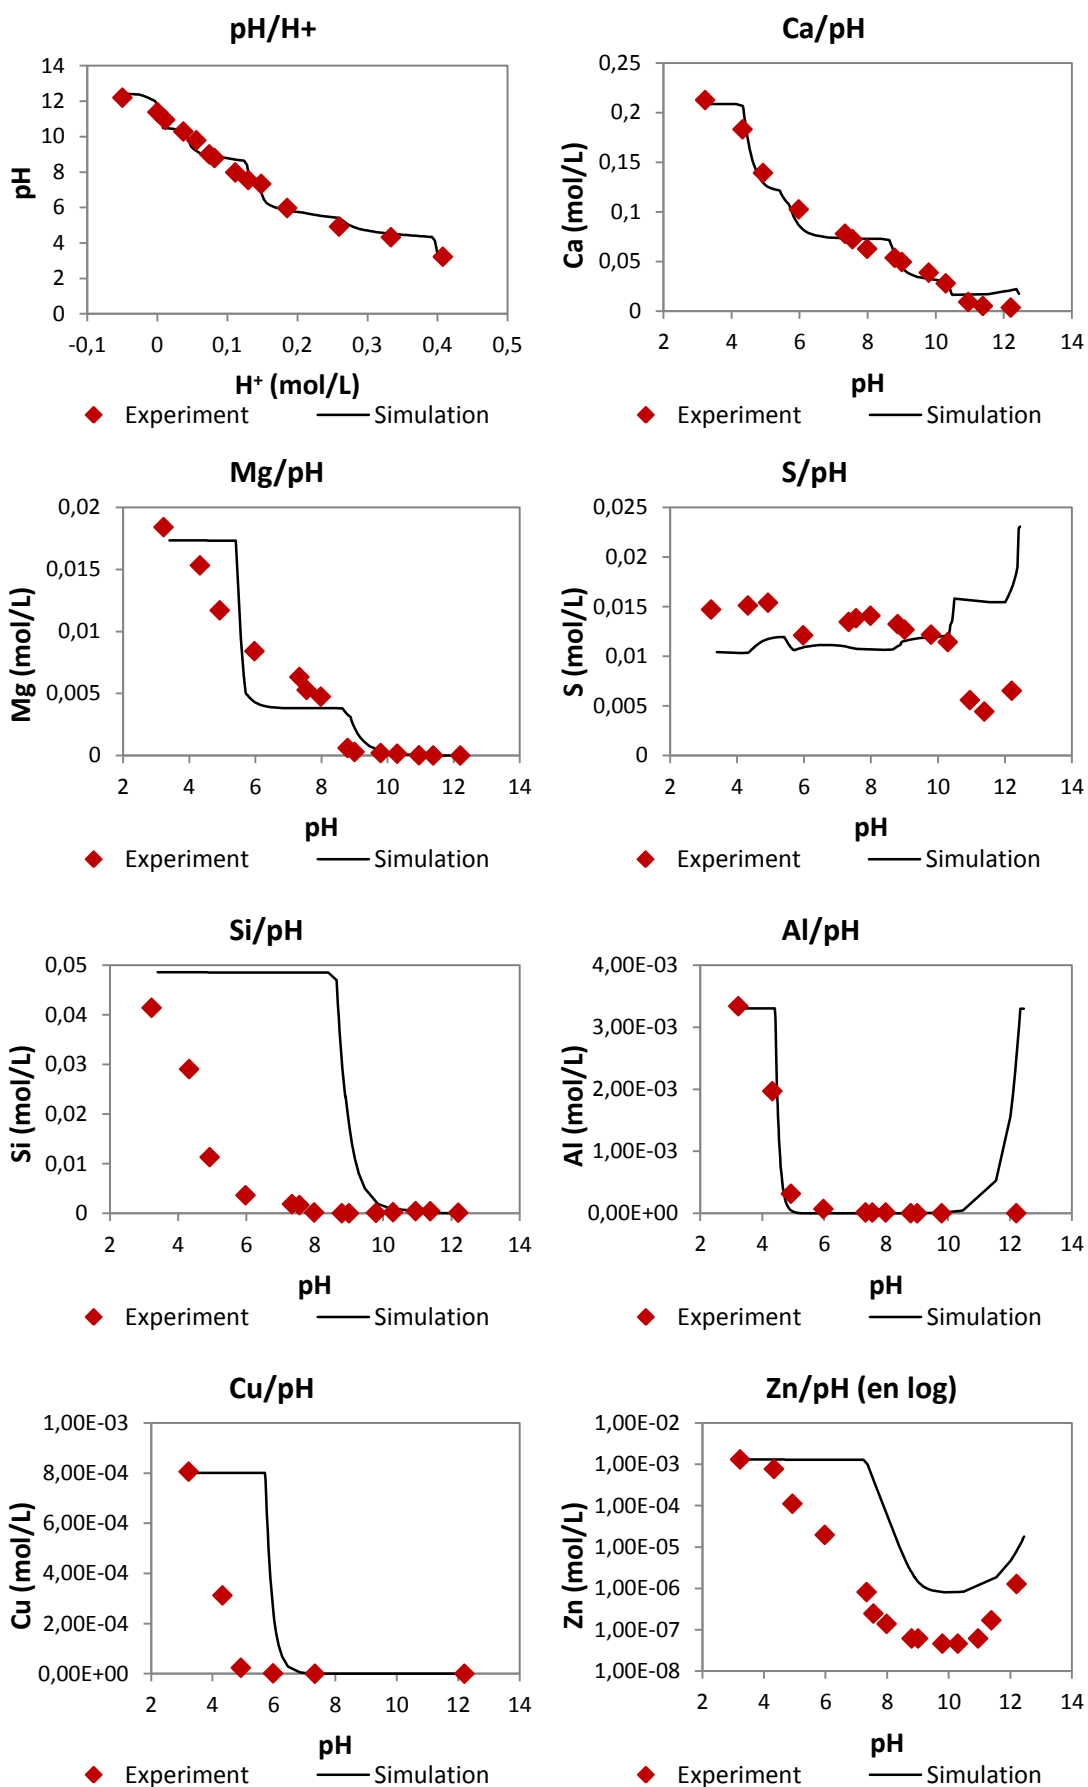 pH/H+
14
12
10
8
6
4
2
0
-0,1 0 0,1 0,2 0,3 0,4 0,5
pH
H⁺ (mol/L)
Experiment Simulation
Ca/pH
0,25
0,2
0,15
0,1
0,05
0
2 4 6 8 10 12 14
Ca (mol/L)
pH
Experiment Simulation
Mg/pH
0,02
0,015
0,01
0,005
0
2 4 6 8 10 12 14
Mg (mol/L)
pH
Experiment Simulation
S/pH
0,025
0,02
0,015
0,01
0,005
0
2 4 6 8 10 12 14
S (mol/L)
pH
Experiment Simulation
Si/pH
0,05
0,04
0,03
0,02
0,01
0
2 4 6 8 10 12 14
Si (mol/L)
pH
Experiment Simulation
Al/pH
4,00E-03
3,00E-03
2,00E-03
1,00E-03
0,00E+00
2 4 6 8 10 12 14
Al (mol/L)
pH
Experiment Simulation
Cu/pH
1,00E-03
8,00E-04
6,00E-04
4,00E-04
2,00E-04
0,00E+00
2 4 6 8 10 12 14
Cu (mol/L)
pH
Experiment Simulation
Zn/pH (en log)
1,00E-02
1,00E-03
1,00E-04
1,00E-05
1,00E-06
1,00E-07
1,00E-08
2 4 6 8 10 12 14
Zn (mol/L)
pH
Experiment Simulation